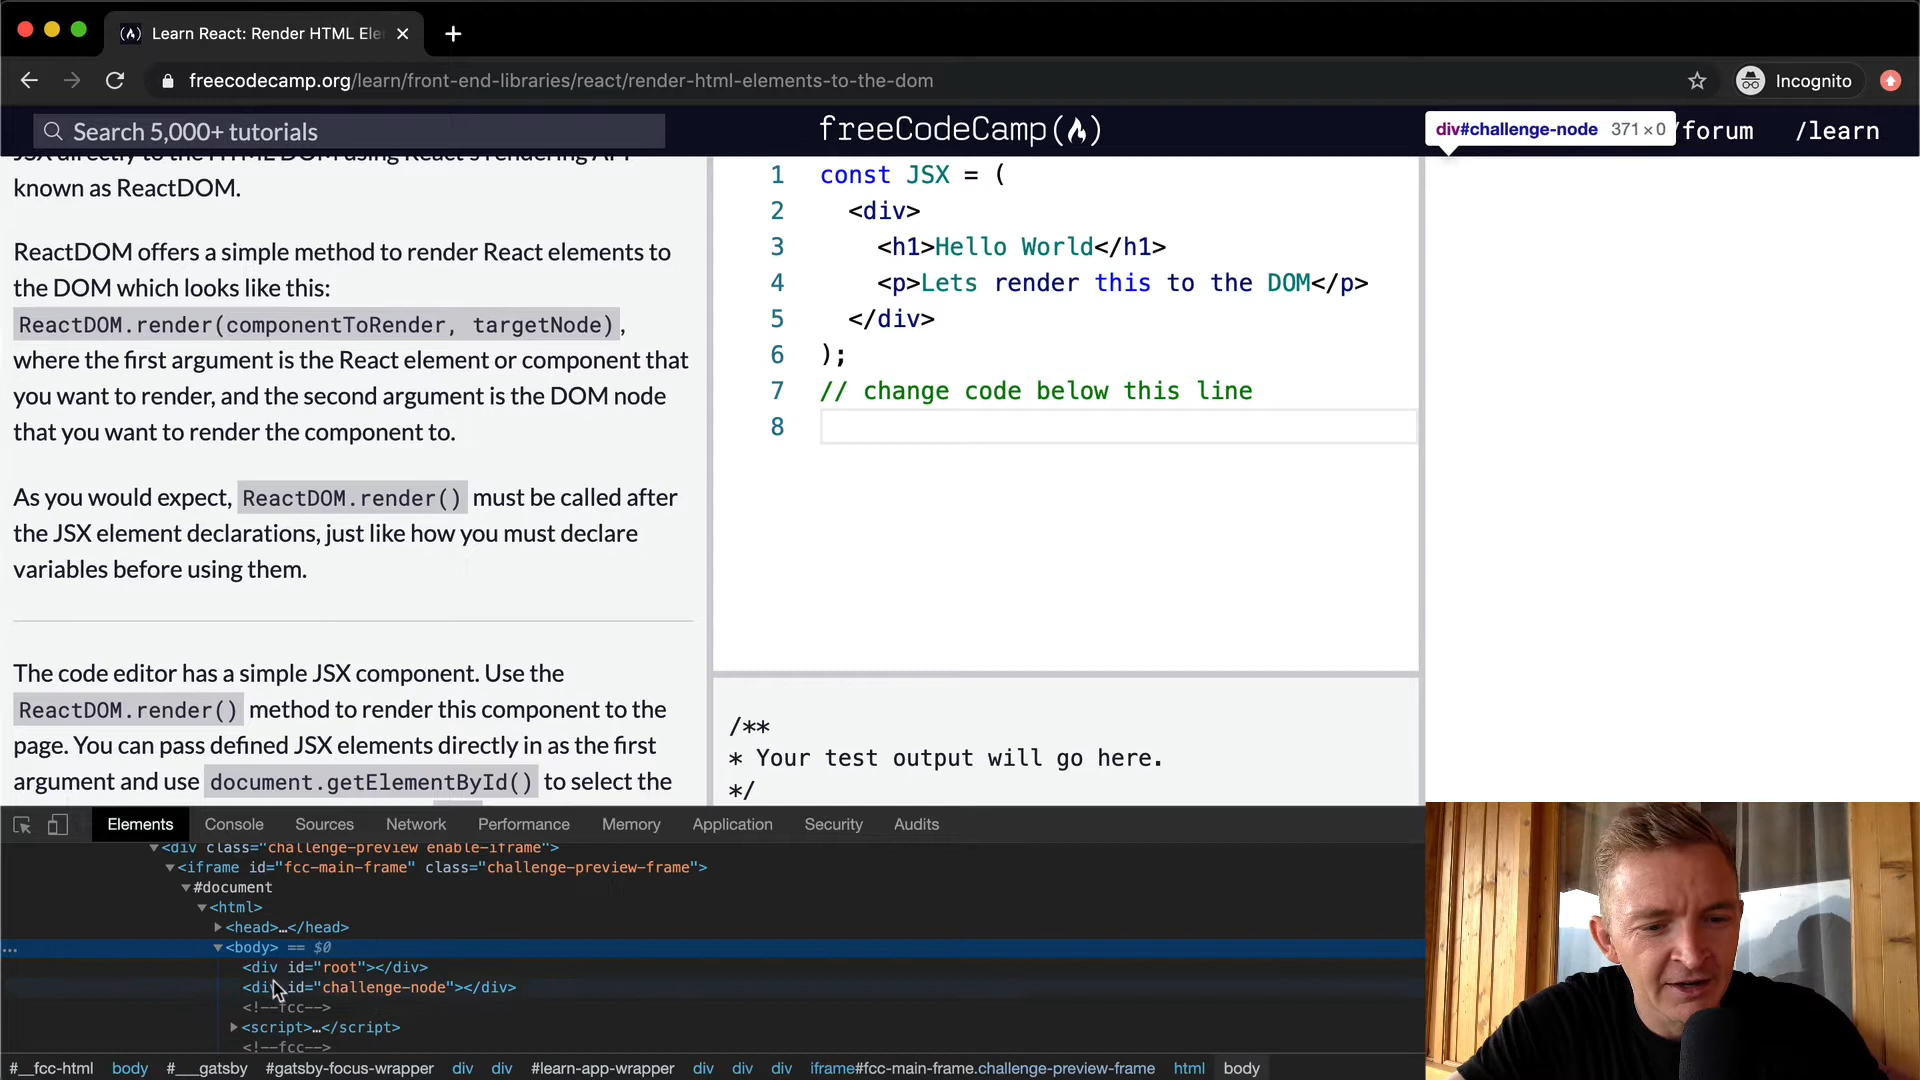 Learn React: Render HTML Ele
freecodecamp.org/learn/front-end-libraries/react/render-html-elements-to-the-dom
Incognito
Search 5,000+ tutorials
freeCodeCamp
div#challenge-node 371×0
/forum
/learn
known as ReactDOM.
ReactDOM offers a simple method to render React elements to
the DOM which looks like this:
ReactDOM.render(componentToRender, targetNode),
where the first argument is the React element or component that
you want to render, and the second argument is the DOM node
that you want to render the component to.
As you would expect, ReactDOM.render() must be called after
the JSX element declarations, just like how you must declare
variables before using them.
The code editor has a simple JSX component. Use the
ReactDOM.render() method to render this component to the
page. You can pass defined JSX elements directly in as the first
argument and use document.getElementById() to select the
1 const JSX = (
2 <div>
3 <h1>Hello World</h1>
4 <p>Lets render this to the DOM</p>
5 </div>
6 );
7 // change code below this line
8
/**
* Your test output will go here.
*/
Elements Console Sources Network Performance Memory Application Security Audits
<div class="challenge-preview enable-iframe">
<iframe id="fcc-main-frame" class="challenge-preview-frame">
#document
<html>
<head>…</head>
<body> == $0
<div id="root"></div>
<div id="challenge-node"></div>
<!--fcc-->
<script>…</script>
<!--fcc-->
#__fcc-html body #___gatsby #gatsby-focus-wrapper div div #learn-app-wrapper div div div iframe#fcc-main-frame.challenge-preview-frame html body